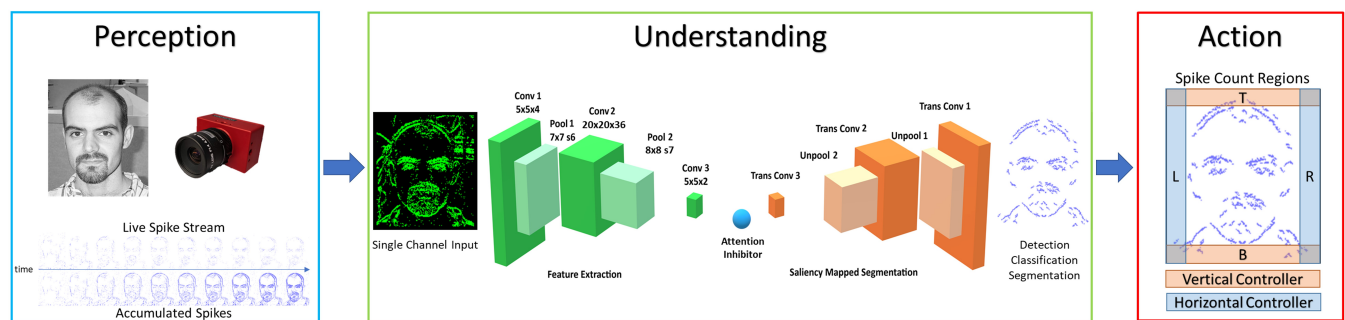 Perception
Live Spike Stream
time
Accumulated Spikes
Understanding
Single Channel Input
Conv 1
5x5x4
Pool 1
7x7 s6
Conv 2
20x20x36
Pool 2
8x8 s7
Conv 3
5x5x2
Feature Extraction
Attention
Inhibitor
Trans Conv 3
Trans Conv 2
Unpool 2
Unpool 1
Trans Conv 1
Saliency Mapped Segmentation
Detection
Classification
Segmentation
Action
Spike Count Regions
T
L
R
B
Vertical Controller
Horizontal Controller